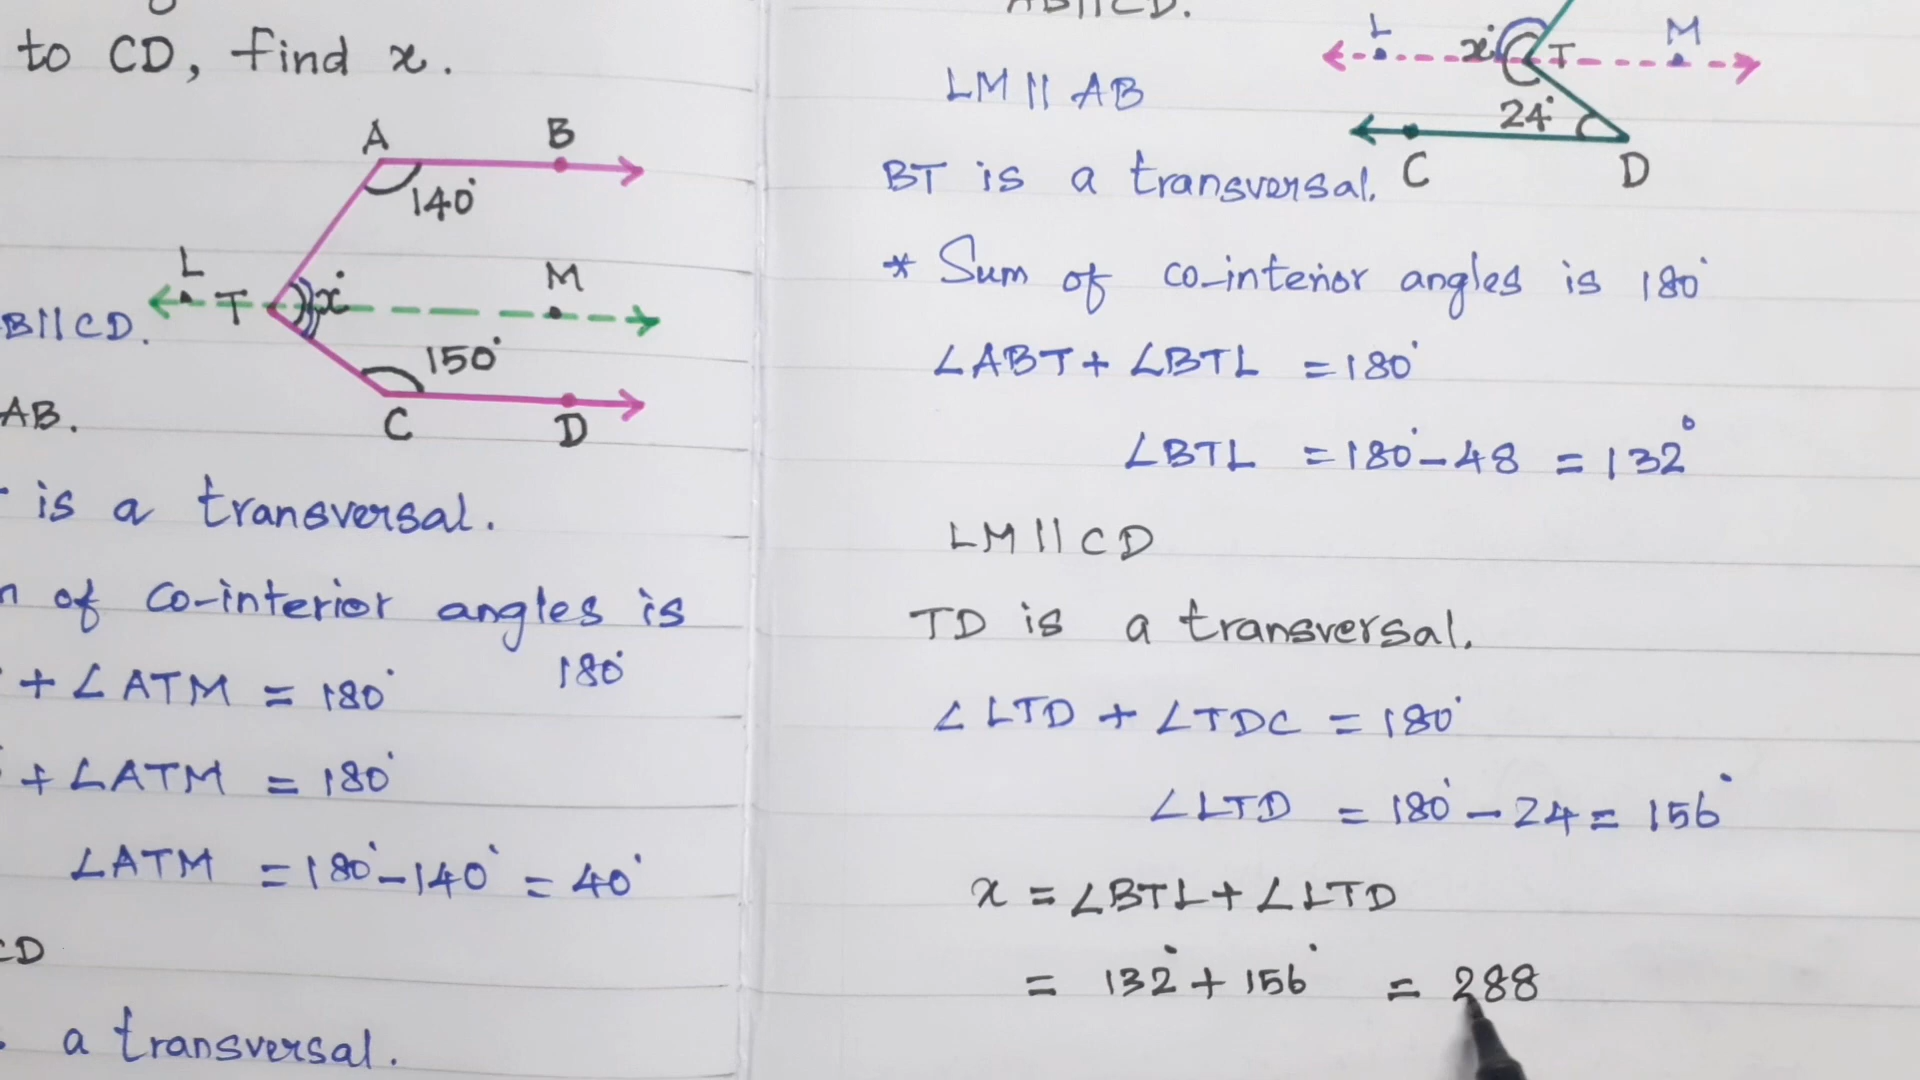 to CD, find x.
A
B
140°
L
T
x°
M
B||CD.
150°
AB.
C
D
is a transversal.
of co-interior angles is
180°
+ ∠ATM = 180°
+ ∠ATM = 180°
∠ATM = 180° - 140° = 40°
CD
a transversal.
AB||CD.
L
x°
T
M
24°
C
D
LM || AB
BT is a transversal.
* Sum of co-interior angles is 180°
∠ABT + ∠BTL = 180°
∠BTL = 180° - 48 = 132°
LM || CD
TD is a transversal.
∠LTD + ∠TDC = 180°
∠LTD = 180° - 24 = 156°
x = ∠BTL + ∠LTD
= 132° + 156° = 288